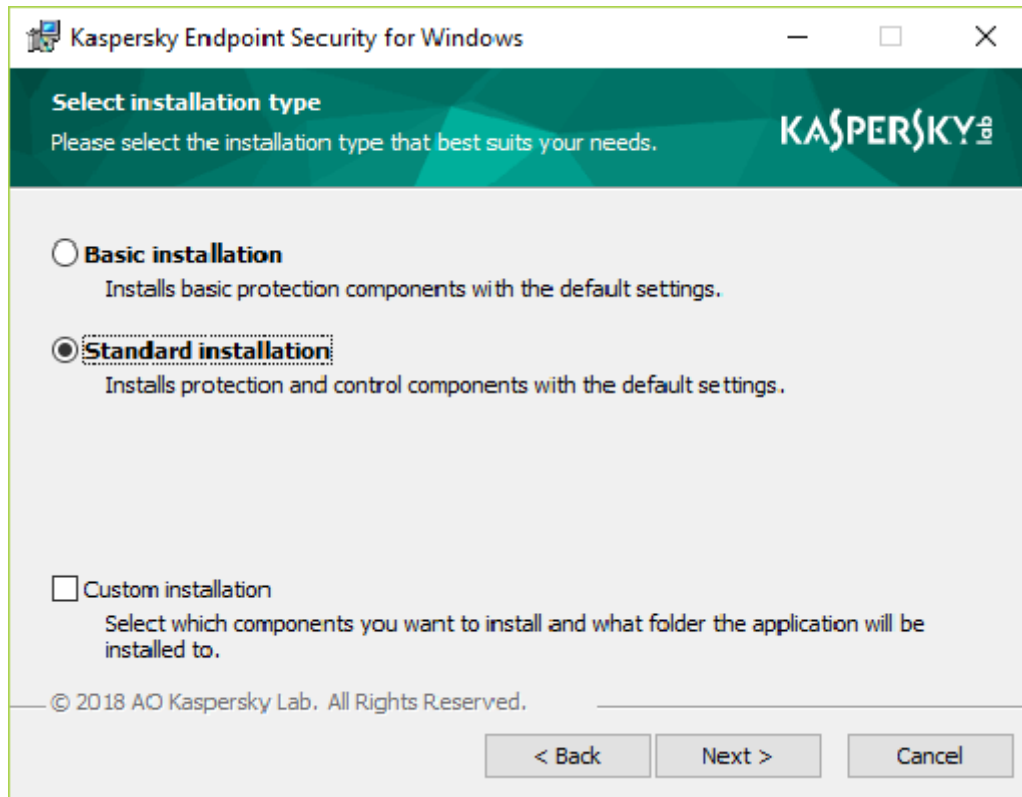 Kaspersky Endpoint Security for Windows
Select installation type
Please select the installation type that best suits your needs.
KASPERSKY lab
Basic installation
Installs basic protection components with the default settings.
Standard installation
Installs protection and control components with the default settings.
Custom installation
Select which components you want to install and what folder the application will be
installed to.
© 2018 AO Kaspersky Lab. All Rights Reserved.
< Back Next > Cancel